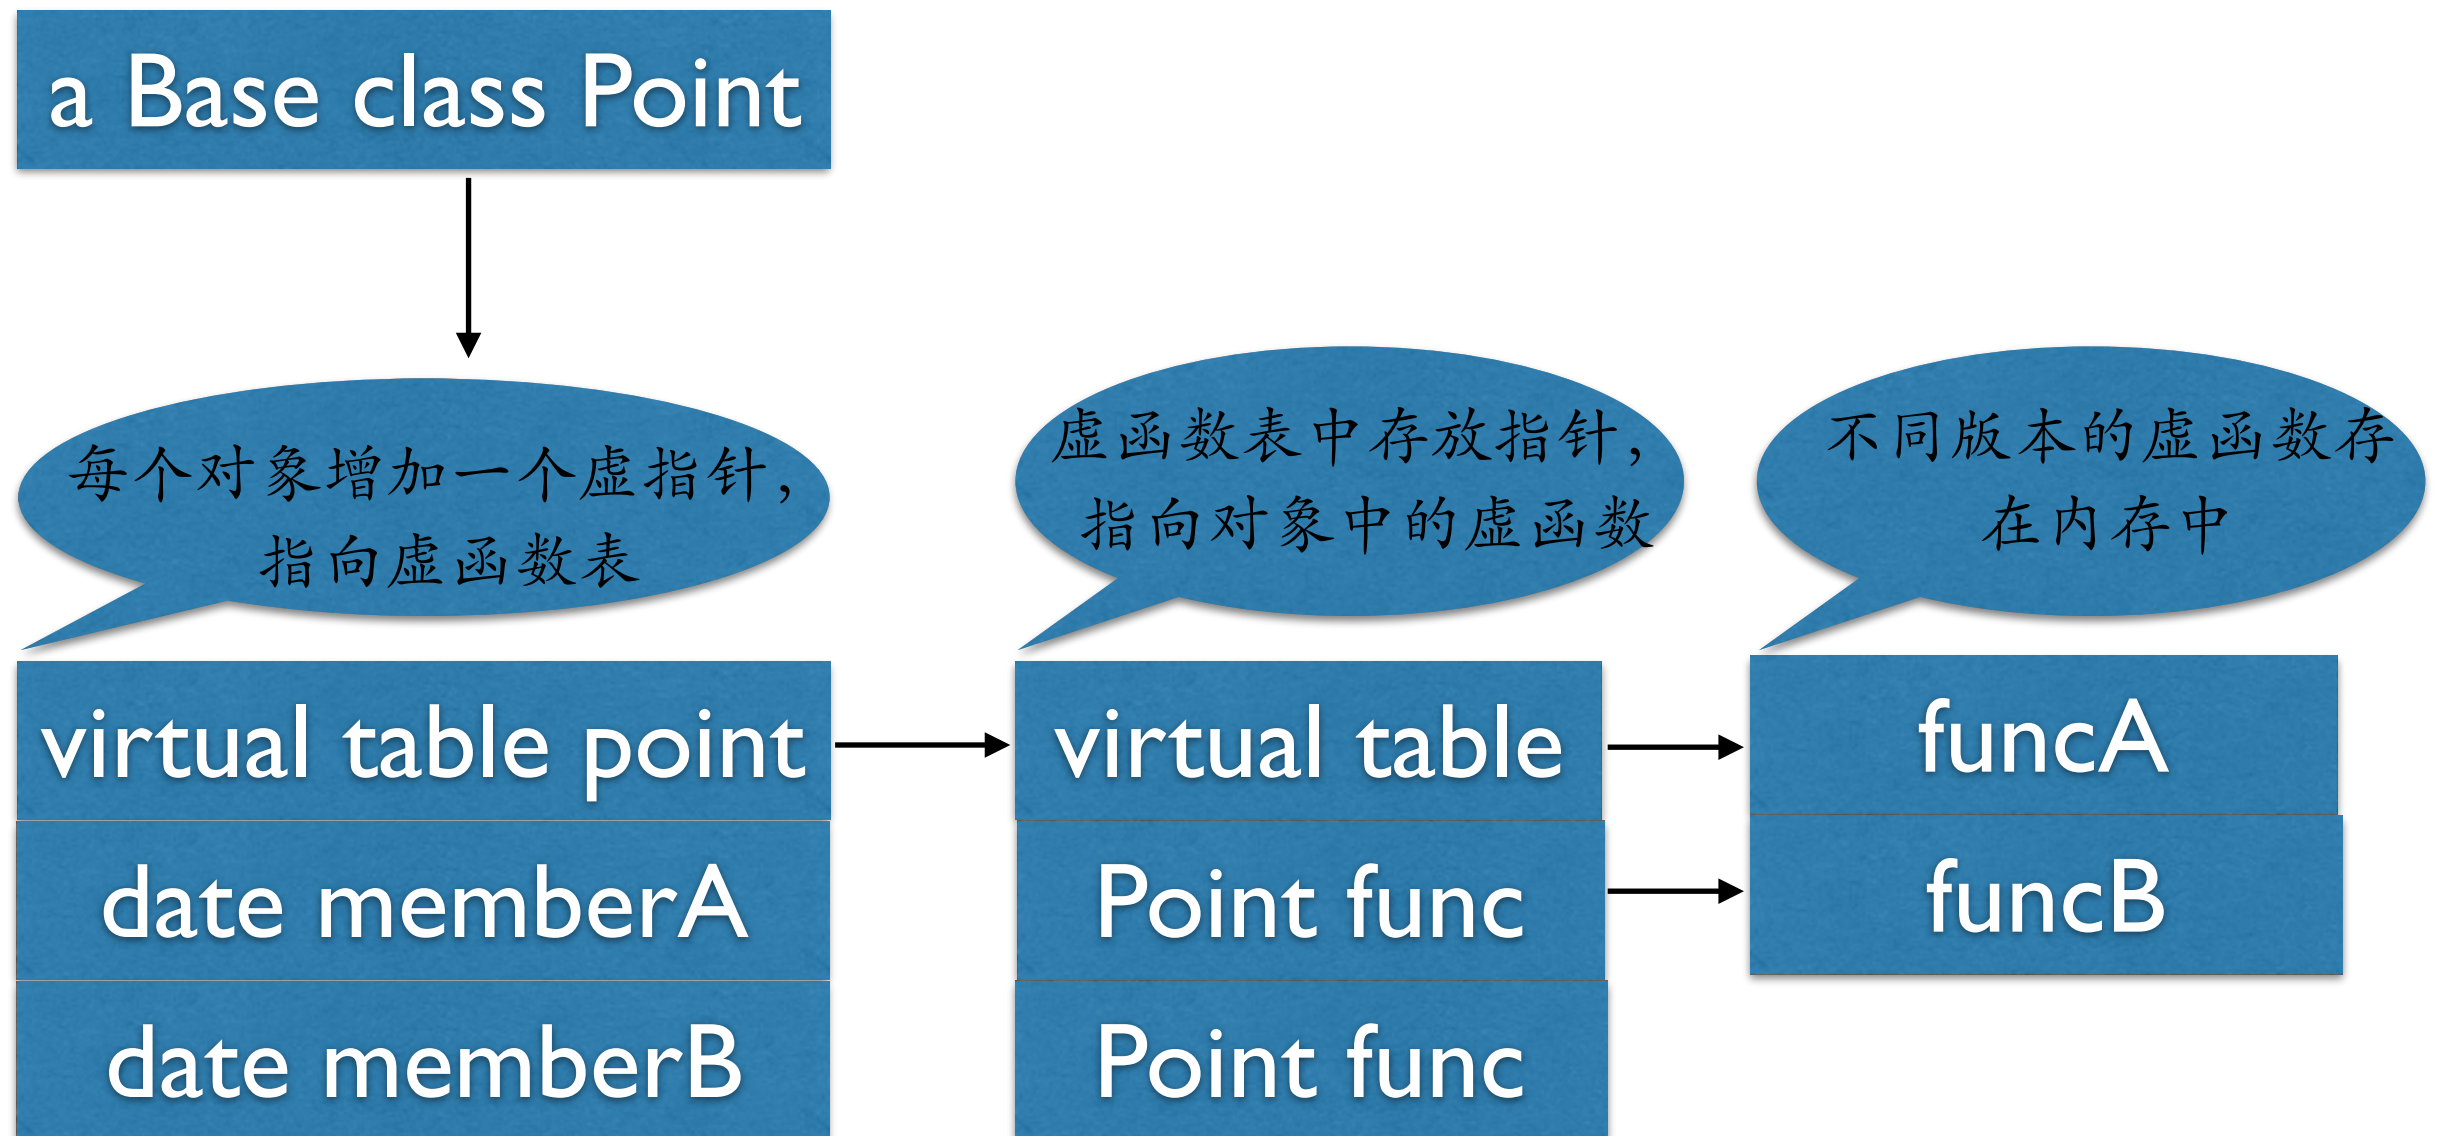 a Base class Point
每个对象增加一个虚指针，
指向虚函数表
虚函数表中存放指针，
指向对象中的虚函数
不同版本的虚函数存
在内存中
virtual table point
virtual table
funcA
date memberA
Point func
funcB
date memberB
Point func